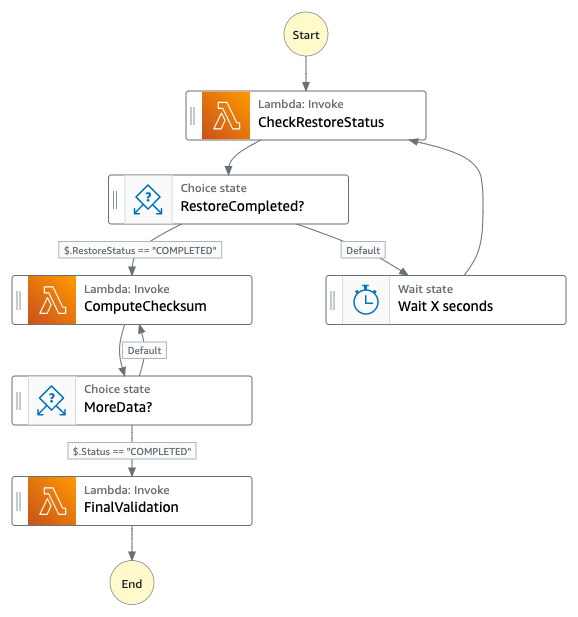 Start
Lambda: Invoke
CheckRestoreStatus
Choice state
RestoreCompleted?
$.RestoreStatus == "COMPLETED"
Default
Lambda: Invoke
ComputeChecksum
Wait state
Wait X seconds
Default
Choice state
MoreData?
$.Status == "COMPLETED"
Lambda: Invoke
FinalValidation
End